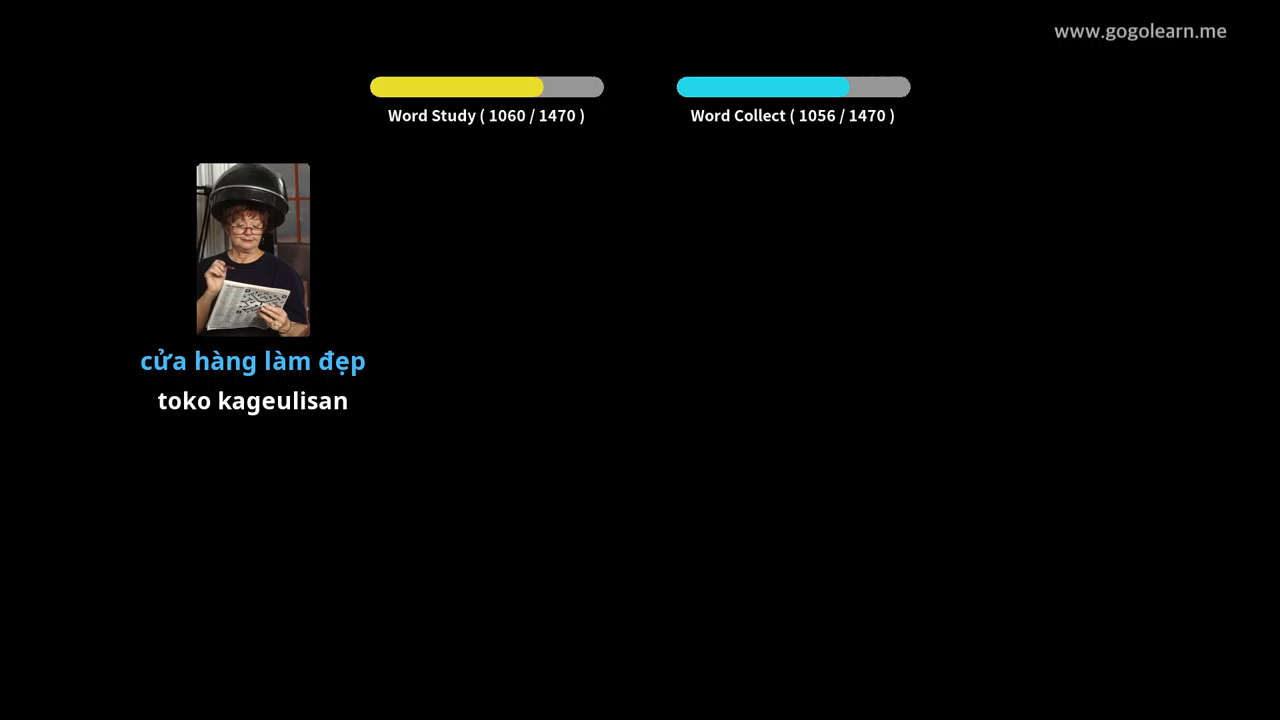 www.gogolearn.me
Word Study ( 1060 / 1470 )
Word Collect ( 1056 / 1470 )
cửa hàng làm đẹp
toko kageulisan